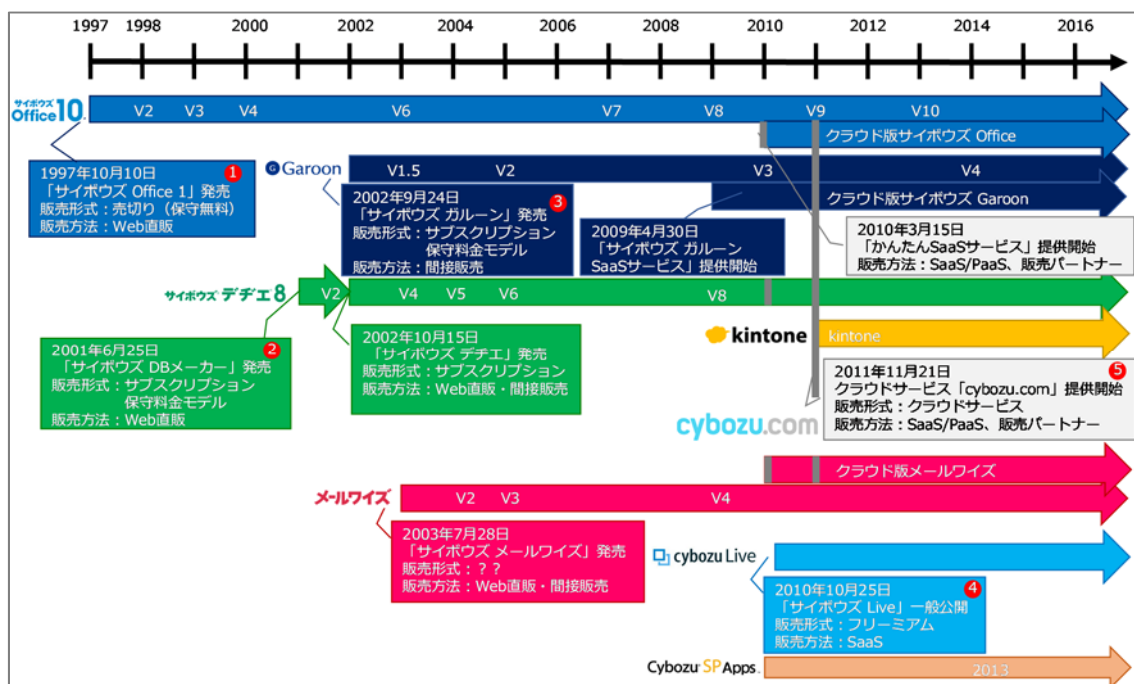 1997 1998 2000 2002 2004 2006 2008 2010 2012 2014 2016
サイボウズ
Office 10.
V2 V3 V4 V6 V7 V8 V9 V10
クラウド版サイボウズ Office
1997年10月10日 1
「サイボウズ Office 1」発売
販売形式：売切り（保守無料）
販売方法：Web直販
G Garoon
V1.5 V2 V3 V4
クラウド版サイボウズ Garoon
2002年9月24日 3
「サイボウズ ガルーン」発売
販売形式：サブスクリプション
保守料金モデル
販売方法：間接販売
2009年4月30日
「サイボウズ ガルーン
SaaSサービス」提供開始
2010年3月15日
「かんたんSaaSサービス」提供開始
販売方法：SaaS/PaaS、販売パートナー
サイボウズ デヂエ 8
V2 V4 V5 V6 V8
2001年6月25日 2
「サイボウズ DBメーカー」発売
販売形式：サブスクリプション
保守料金モデル
販売方法：Web直販
2002年10月15日
「サイボウズ デヂエ」発売
販売形式：サブスクリプション
販売方法：Web直販・間接販売
kintone
kintone
2011年11月21日 5
クラウドサービス「cybozu.com」提供開始
販売形式：クラウドサービス
販売方法：SaaS/PaaS、販売パートナー
cybozu.com
クラウド版メールワイズ
メールワイズ
V2 V3 V4
2003年7月28日
「サイボウズ メールワイズ」発売
販売形式：？？
販売方法：Web直販・間接販売
cybozu Live
2010年10月25日 4
「サイボウズ Live」一般公開
販売形式：フリーミアム
販売方法：SaaS
Cybozu SP Apps.
2013